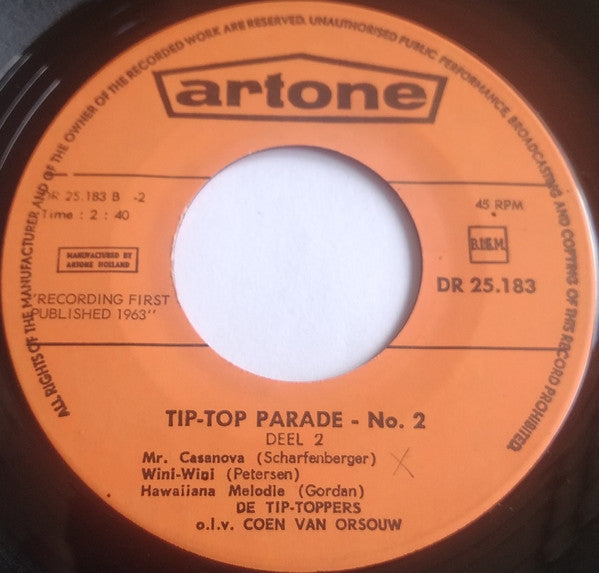 ALL RIGHTS OF THE MANUFACTURER AND OF THE OWNER OF THE RECORDED WORK ARE RESERVED. UNAUTHORISED PUBLIC PERFORMANCE, BROADCASTING AND COPYING OF THIS RECORD PROHIBITED.
artone
DR 25.183 B -2
Time : 2 : 40
45 RPM
MANUFACTURED BY
ARTONE HOLLAND
B.I.E.M.
DR 25.183
"RECORDING FIRST
PUBLISHED 1963"
TIP-TOP PARADE - No. 2
DEEL 2
Mr. Casanova (Scharfenberger) X
Wini-Wini (Petersen)
Hawaiiana Melodie (Gordan)
DE TIP-TOPPERS
o.l.v. COEN VAN ORSOUW